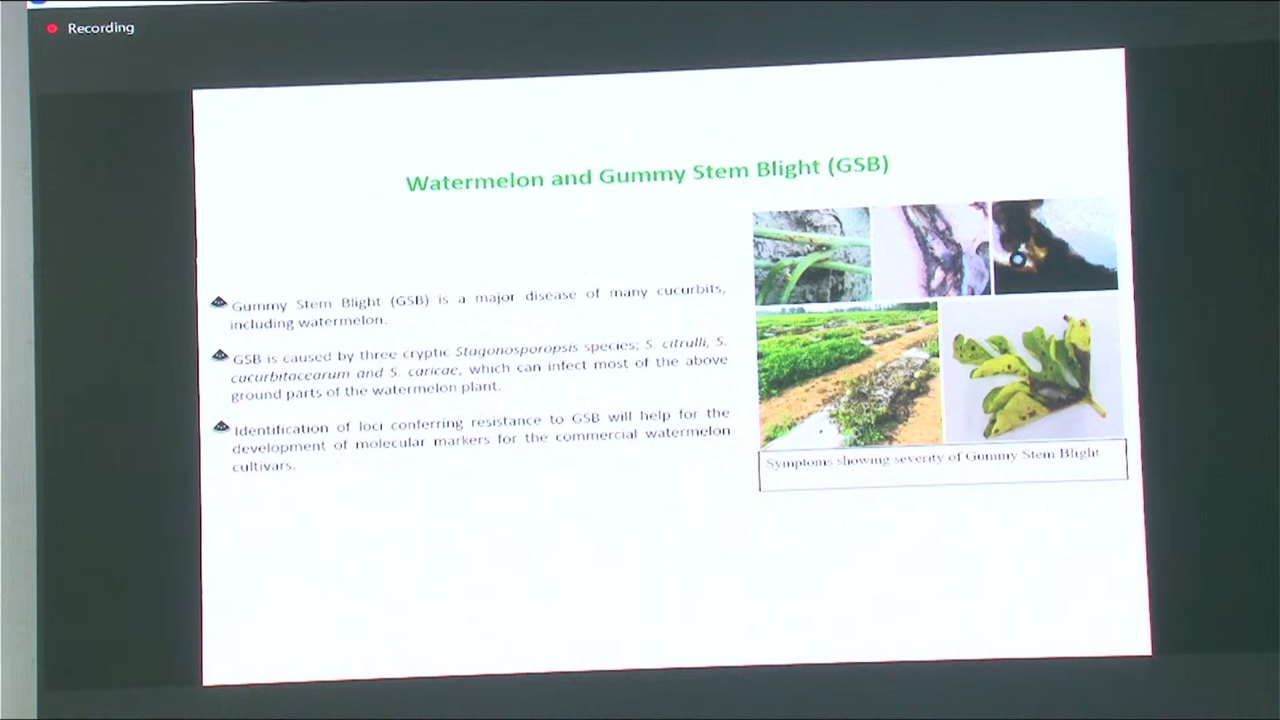 Recording
Watermelon and Gummy Stem Blight (GSB)
Gummy Stem Blight (GSB) is a major disease of many cucurbits,
including watermelon.
GSB is caused by three cryptic Stagonosporopsis species; S. citrulli, S.
cucurbitacearum and S. caricae, which can infect most of the above
ground parts of the watermelon plant.
Identification of loci conferring resistance to GSB will help for the
development of molecular markers for the commercial watermelon
cultivars.
Symptoms showing severity of Gummy Stem Blight